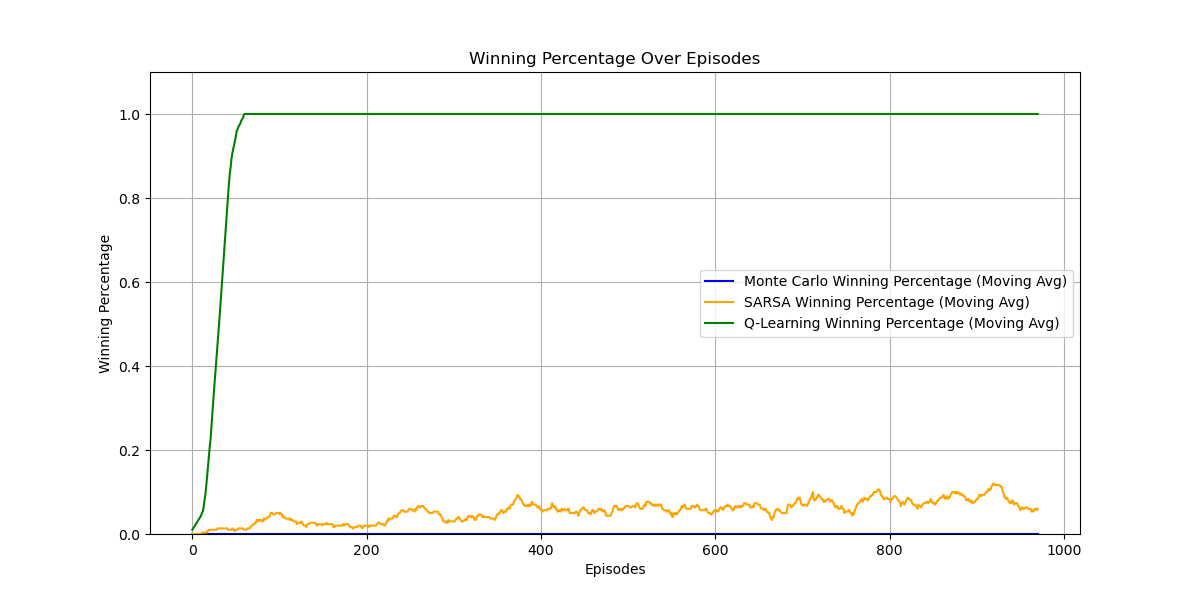 Winning Percentage Over Episodes
1.0
0.8
0.6
0.4
0.2
0.0
Winning Percentage
Monte Carlo Winning Percentage (Moving Avg)
SARSA Winning Percentage (Moving Avg)
Q-Learning Winning Percentage (Moving Avg)
0 200 400 600 800 1000
Episodes